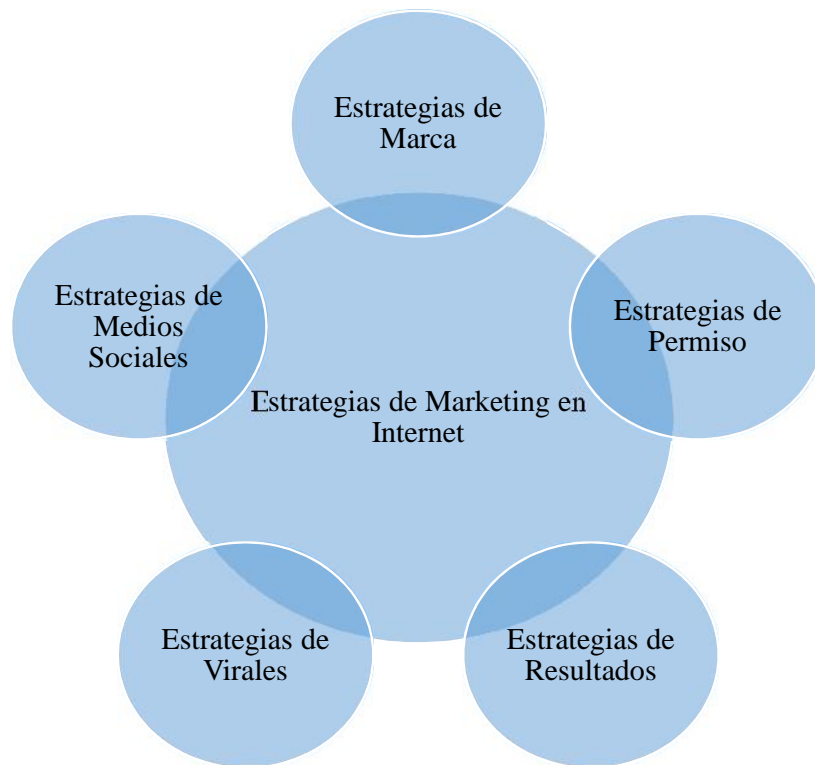 Estrategias de
Marca
Estrategias de
Medios
Sociales
Estrategias de
Permiso
Estrategias de Marketing en
Internet
Estrategias de
Virales
Estrategias de
Resultados